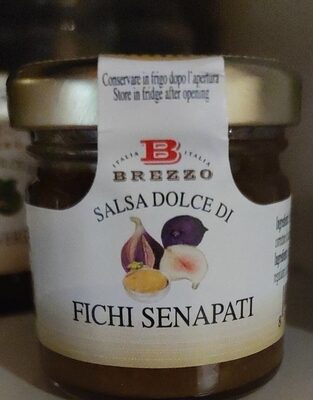 Conservare in frigo dopo l'apertura
Store in fridge after opening
B
ITALIA ITALIA
BREZZO
SALSA DOLCE DI
FICHI SENAPATI